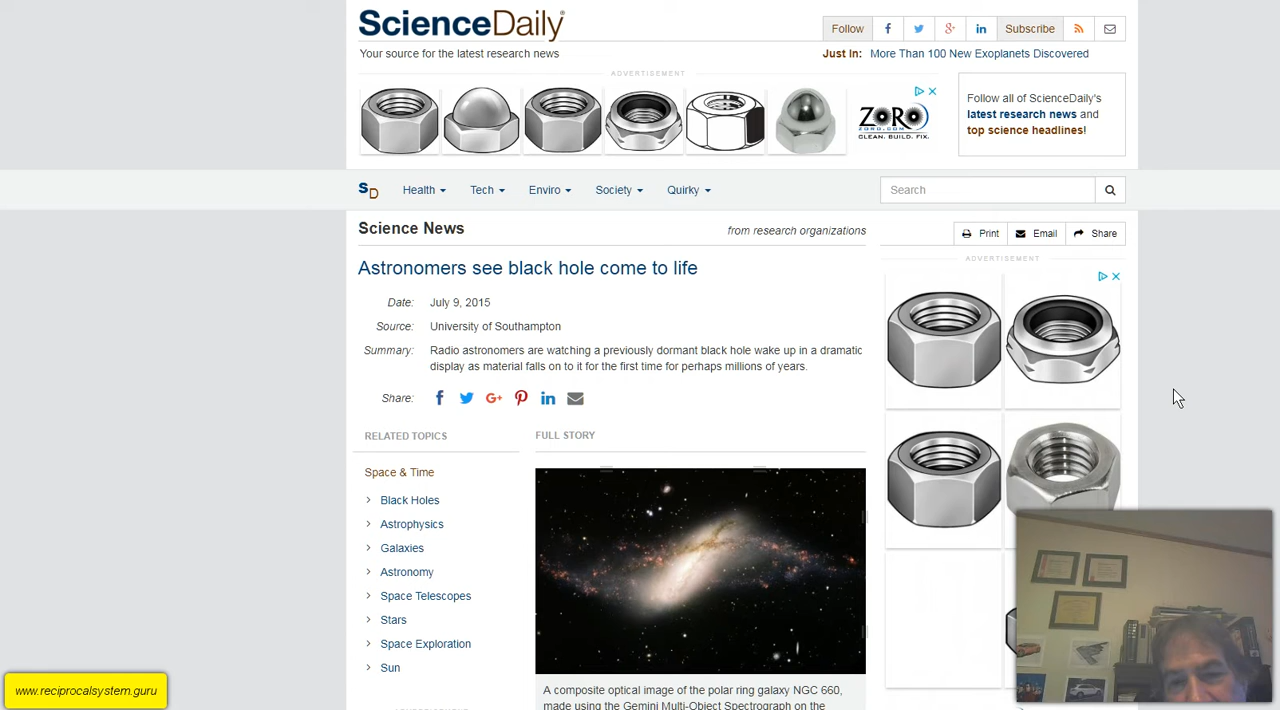 ScienceDaily
Follow
Subscribe
Your source for the latest research news
Just In: More Than 100 New Exoplanets Discovered
ADVERTISEMENT
ZORO
ZORO.COM
CLEAN. BUILD. FIX.
Follow all of ScienceDaily's
latest research news and
top science headlines!
SD
Health
Tech
Enviro
Society
Quirky
Search
Science News
from research organizations
Print
Email
Share
ADVERTISEMENT
Astronomers see black hole come to life
Date: July 9, 2015
Source: University of Southampton
Summary: Radio astronomers are watching a previously dormant black hole wake up in a dramatic
display as material falls on to it for the first time for perhaps millions of years.
Share:
RELATED TOPICS
Space & Time
Black Holes
Astrophysics
Galaxies
Astronomy
Space Telescopes
Stars
Space Exploration
Sun
FULL STORY
A composite optical image of the polar ring galaxy NGC 660,
made using the Gemini Multi-Object Spectrograph on the
www.reciprocalsystem.guru